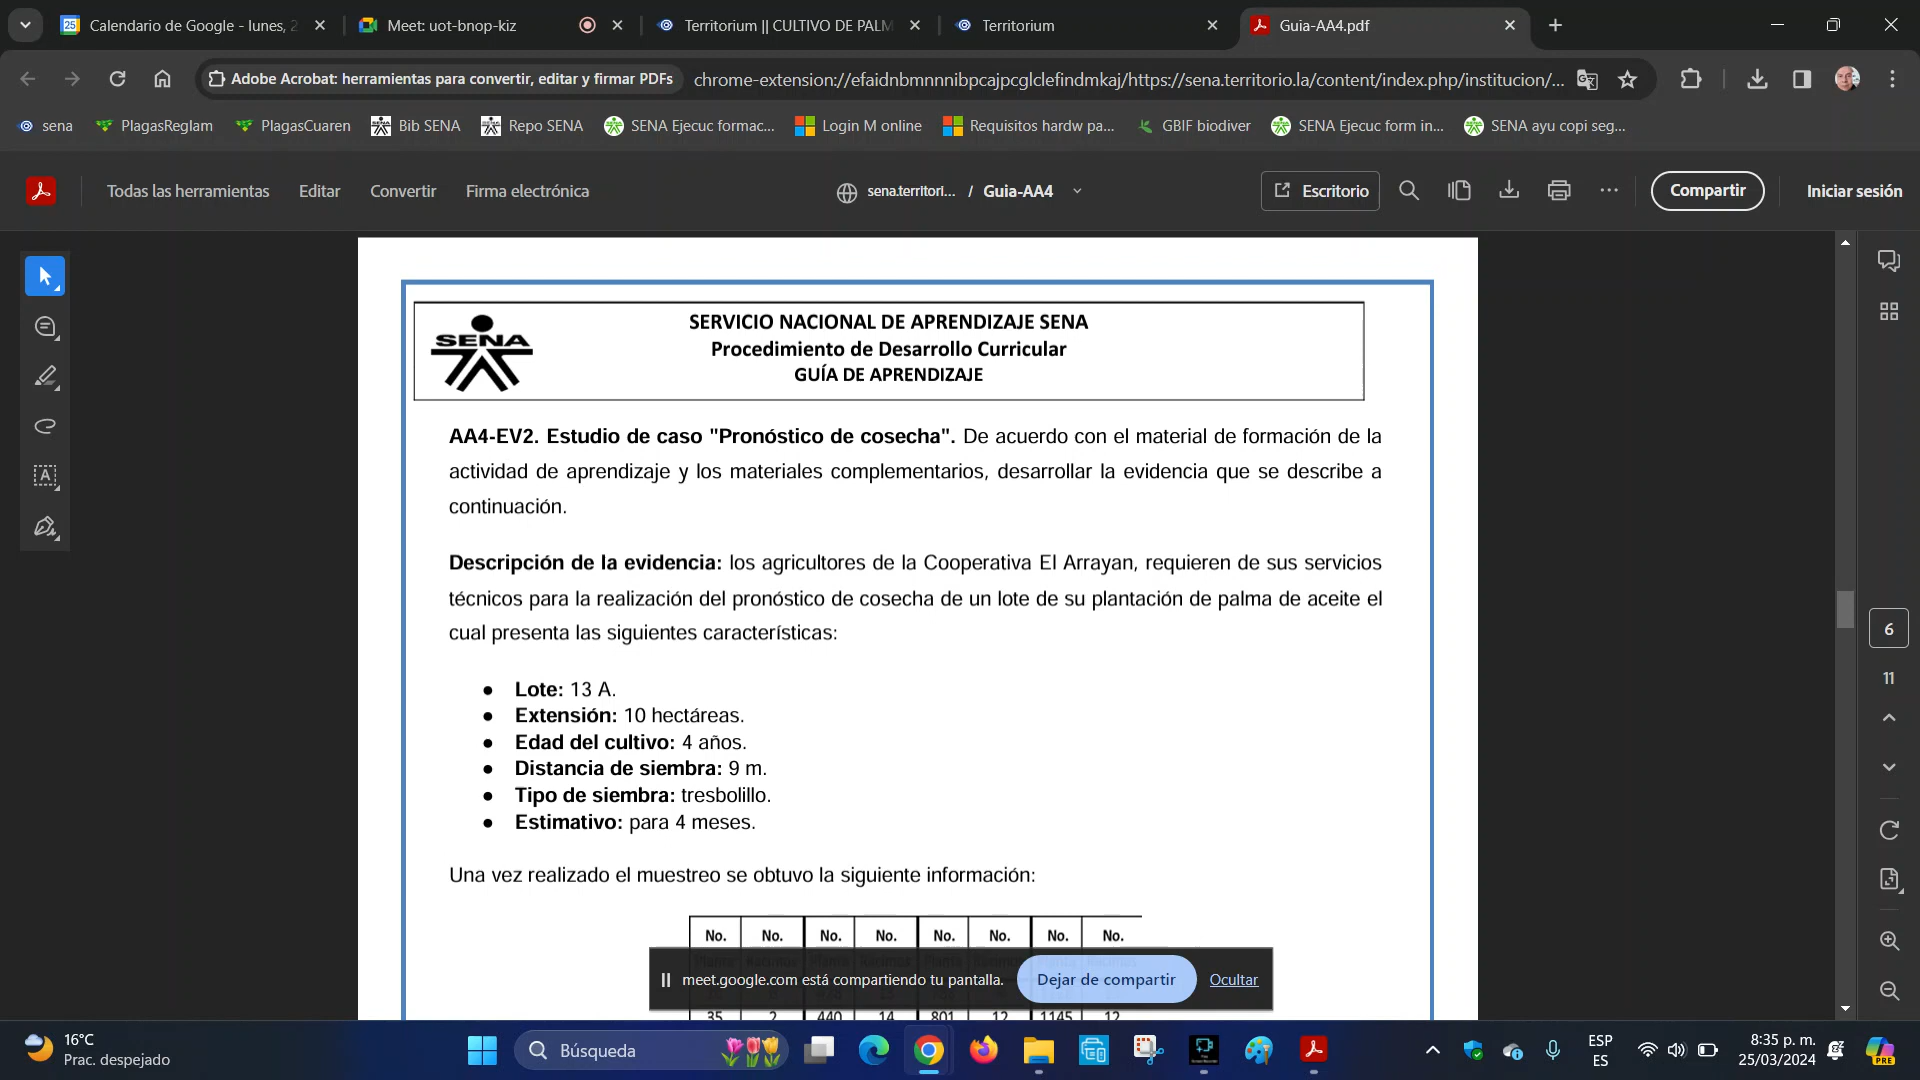 Calendario de Google - lunes, 2
Meet: uot-bnop-kiz
Territorium || CULTIVO DE PALM
Territorium
Guia-AA4.pdf
Adobe Acrobat: herramientas para convertir, editar y firmar PDFs
chrome-extension://efaidnbmnnnibpcajpcglclefindmkaj/https://sena.territorio.la/content/index.php/institucion/...
sena
PlagasReglam
PlagasCuaren
Bib SENA
Repo SENA
SENA Ejecuc formac...
Login M online
Requisitos hardw pa...
GBIF biodiver
SENA Ejecuc form in...
SENA ayu copi seg...
Todas las herramientas
Editar
Convertir
Firma electrónica
sena.territori... / Guia-AA4
Escritorio
Compartir
Iniciar sesión
SENA
SERVICIO NACIONAL DE APRENDIZAJE SENA
Procedimiento de Desarrollo Curricular
GUÍA DE APRENDIZAJE
AA4-EV2. Estudio de caso "Pronóstico de cosecha". De acuerdo con el material de formación de la
actividad de aprendizaje y los materiales complementarios, desarrollar la evidencia que se describe a
continuación.
Descripción de la evidencia: los agricultores de la Cooperativa El Arrayan, requieren de sus servicios
técnicos para la realización del pronóstico de cosecha de un lote de su plantación de palma de aceite el
cual presenta las siguientes características:
● Lote: 13 A.
● Extensión: 10 hectáreas.
● Edad del cultivo: 4 años.
● Distancia de siembra: 9 m.
● Tipo de siembra: tresbolillo.
● Estimativo: para 4 meses.
Una vez realizado el muestreo se obtuvo la siguiente información:
No. No. No. No. No. No. No. No.
meet.google.com está compartiendo tu pantalla.
Dejar de compartir
Ocultar
35 2 440 14 801 12 1145 12
6
11
16°C
Prac. despejado
Búsqueda
ESP
ES
8:35 p. m.
25/03/2024
PRE